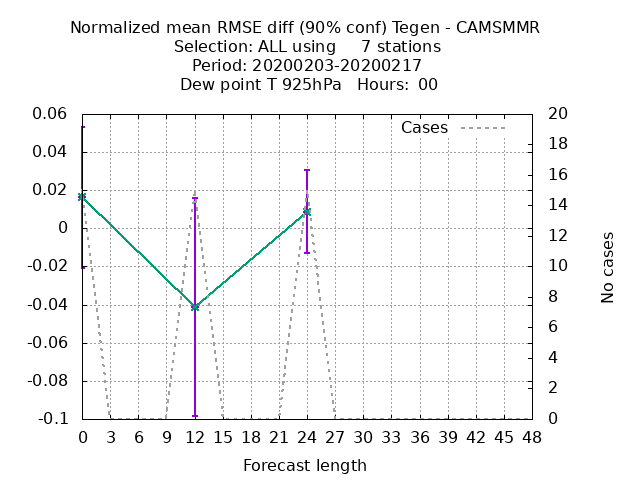 Normalized mean RMSE diff (90% conf) Tegen - CAMSMMR
Selection: ALL using 7 stations
Period: 20200203-20200217
Dew point T 925hPa Hours: 00
Cases
0.06
0.04
0.02
0
-0.02
-0.04
-0.06
-0.08
-0.1
20
18
16
14
12
10
8
6
4
2
0
No cases
0 3 6 9 12 15 18 21 24 27 30 33 36 39 42 45 48
Forecast length